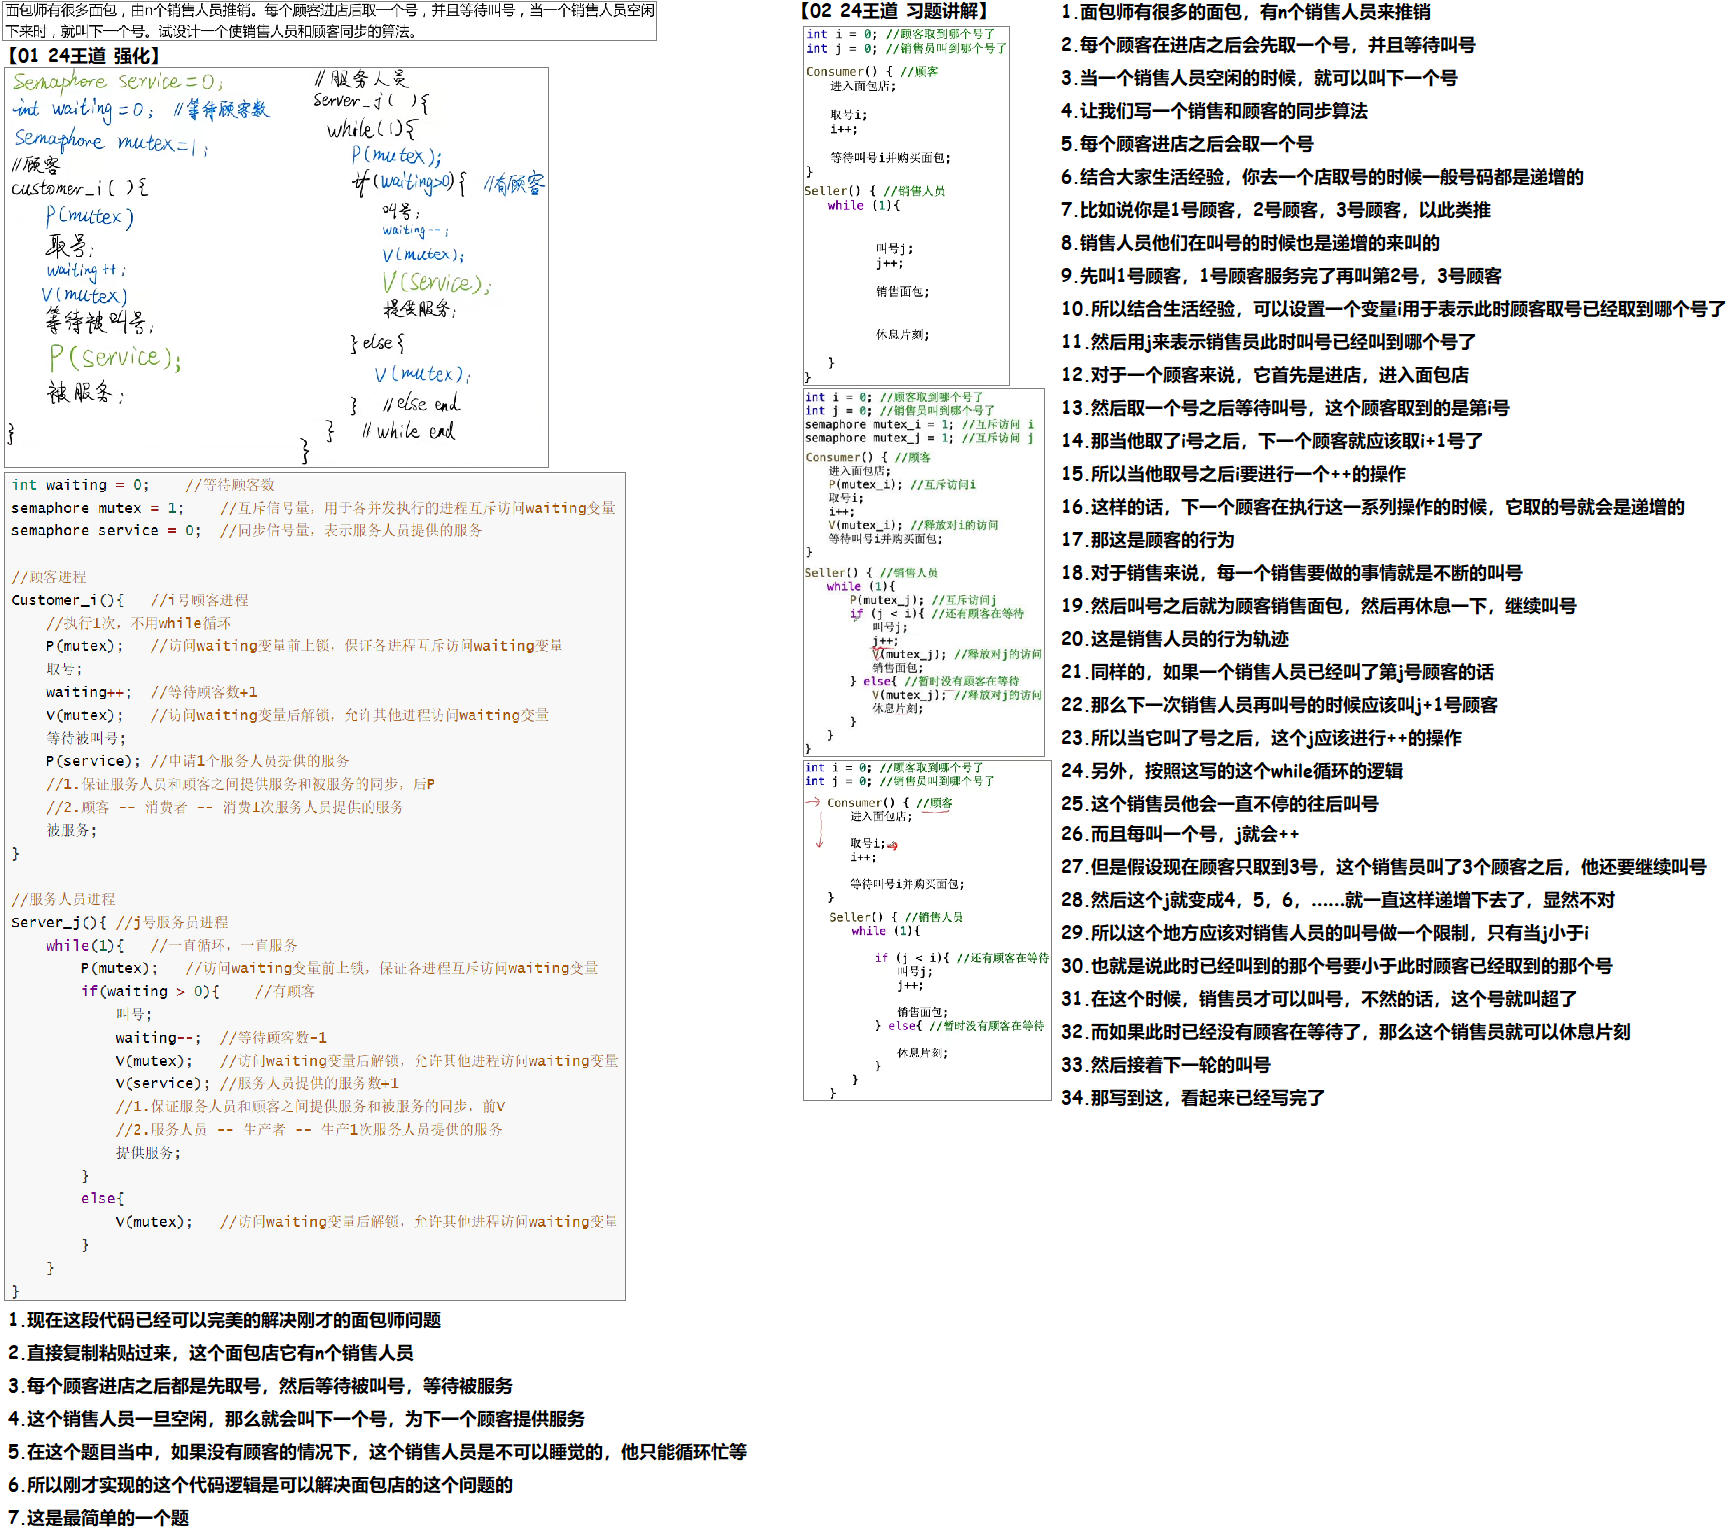 面包师有很多面包，由n个销售人员推销。每个顾客进店后取一个号，并且等待叫号，当一个销售人员空闲
下来时，就叫下一个号。试设计一个使销售人员和顾客同步的算法。
【01 24王道 强化】
Semaphore service=0;
int waiting=0; //等待顾客数
Semaphore mutex=1;
//顾客
customer_i( ){
P(mutex)
取号;
waiting++;
V(mutex)
等待被叫号;
P(service);
被服务;
}
//服务人员
server_j( ){
while(1){
P(mutex);
if(waiting>0){ //有顾客
叫号;
waiting--;
V(mutex);
V(service);
提供服务;
}else{
V(mutex);
} //else end
} //while end
}
int waiting = 0; //等待顾客数
semaphore mutex = 1; //互斥信号量，用于各并发执行的进程互斥访问waiting变量
semaphore service = 0; //同步信号量，表示服务人员提供的服务
//顾客进程
Customer_i(){ //i号顾客进程
//执行1次，不用while循环
P(mutex); //访问waiting变量前上锁，保证各进程互斥访问waiting变量
取号;
waiting++; //等待顾客数+1
V(mutex); //访问waiting变量后解锁，允许其他进程访问waiting变量
等待被叫号;
P(service); //申请1个服务人员提供的服务
//1.保证服务人员和顾客之间提供服务和被服务的同步，后P
//2.顾客 -- 消费者 -- 消费1次服务人员提供的服务
被服务;
}
//服务人员进程
Server_j(){ //j号服务员进程
while(1){ //一直循环，一直服务
P(mutex); //访问waiting变量前上锁，保证各进程互斥访问waiting变量
if(waiting > 0){ //有顾客
叫号;
waiting--; //等待顾客数-1
V(mutex); //访问waiting变量后解锁，允许其他进程访问waiting变量
V(service); //服务人员提供的服务数+1
//1.保证服务人员和顾客之间提供服务和被服务的同步，前V
//2.服务人员 -- 生产者 -- 生产1次服务人员提供的服务
提供服务;
}
else{
V(mutex); //访问waiting变量后解锁，允许其他进程访问waiting变量
}
}
}
1.现在这段代码已经可以完美的解决刚才的面包师问题
2.直接复制粘贴过来，这个面包店它有n个销售人员
3.每个顾客进店之后都是先取号，然后等待被叫号，等待被服务
4.这个销售人员一旦空闲，那么就会叫下一个号，为下一个顾客提供服务
5.在这个题目当中，如果没有顾客的情况下，这个销售人员是不可以睡觉的，他只能循环忙等
6.所以刚才实现的这个代码逻辑是可以解决面包店的这个问题的
7.这是最简单的一个题
【02 24王道 习题讲解】
int i = 0; //顾客取到哪个号了
int j = 0; //销售员叫到哪个号了
Consumer() { //顾客
进入面包店;
取号i;
i++;
等待叫号i并购买面包;
}
Seller() { //销售人员
while (1){
叫号j;
j++;
销售面包;
休息片刻;
}
}
int i = 0; //顾客取到哪个号了
int j = 0; //销售员叫到哪个号了
semaphore mutex_i = 1; //互斥访问 i
semaphore mutex_j = 1; //互斥访问 j
Consumer() { //顾客
进入面包店;
P(mutex_i); //互斥访问i
取号i;
i++;
V(mutex_i); //释放对i的访问
等待叫号i并购买面包;
}
Seller() { //销售人员
while (1){
P(mutex_j); //互斥访问j
if (j < i){ //还有顾客在等待
叫号j;
j++;
V(mutex_j); //释放对j的访问
销售面包;
} else{ //暂时没有顾客在等待
V(mutex_j); //释放对j的访问
休息片刻;
}
}
}
int i = 0; //顾客取到哪个号了
int j = 0; //销售员叫到哪个号了
Consumer() { //顾客
进入面包店;
取号i;
i++;
等待叫号i并购买面包;
}
Seller() { //销售人员
while (1){
if (j < i){ //还有顾客在等待
叫号j;
j++;
销售面包;
} else{ //暂时没有顾客在等待
休息片刻;
}
}
}
1.面包师有很多的面包，有n个销售人员来推销
2.每个顾客在进店之后会先取一个号，并且等待叫号
3.当一个销售人员空闲的时候，就可以叫下一个号
4.让我们写一个销售和顾客的同步算法
5.每个顾客进店之后会取一个号
6.结合大家生活经验，你去一个店取号的时候一般号码都是递增的
7.比如说你是1号顾客，2号顾客，3号顾客，以此类推
8.销售人员他们在叫号的时候也是递增的来叫的
9.先叫1号顾客，1号顾客服务完了再叫第2号，3号顾客
10.所以结合生活经验，可以设置一个变量i用于表示此时顾客取号已经取到哪个号了
11.然后用j来表示销售员此时叫号已经叫到哪个号了
12.对于一个顾客来说，它首先是进店，进入面包店
13.然后取一个号之后等待叫号，这个顾客取到的是第i号
14.那当他取了i号之后，下一个顾客就应该取i+1号了
15.所以当他取号之后i要进行一个++的操作
16.这样的话，下一个顾客在执行这一系列操作的时候，它取的号就会是递增的
17.那这是顾客的行为
18.对于销售来说，每一个销售要做的事情就是不断的叫号
19.然后叫号之后就为顾客销售面包，然后再休息一下，继续叫号
20.这是销售人员的行为轨迹
21.同样的，如果一个销售人员已经叫了第j号顾客的话
22.那么下一次销售人员再叫号的时候应该叫j+1号顾客
23.所以当它叫了号之后，这个j应该进行++的操作
24.另外，按照这写的这个while循环的逻辑
25.这个销售员他会一直不停的往后叫号
26.而且每叫一个号，j就会++
27.但是假设现在顾客只取到3号，这个销售员叫了3个顾客之后，他还要继续叫号
28.然后这个j就变成4，5，6，……就一直这样递增下去了，显然不对
29.所以这个地方应该对销售人员的叫号做一个限制，只有当j小于i
30.也就是说此时已经叫到的那个号要小于此时顾客已经取到的那个号
31.在这个时候，销售员才可以叫号，不然的话，这个号就叫超了
32.而如果此时已经没有顾客在等待了，那么这个销售员就可以休息片刻
33.然后接着下一轮的叫号
34.那写到这，看起来已经写完了